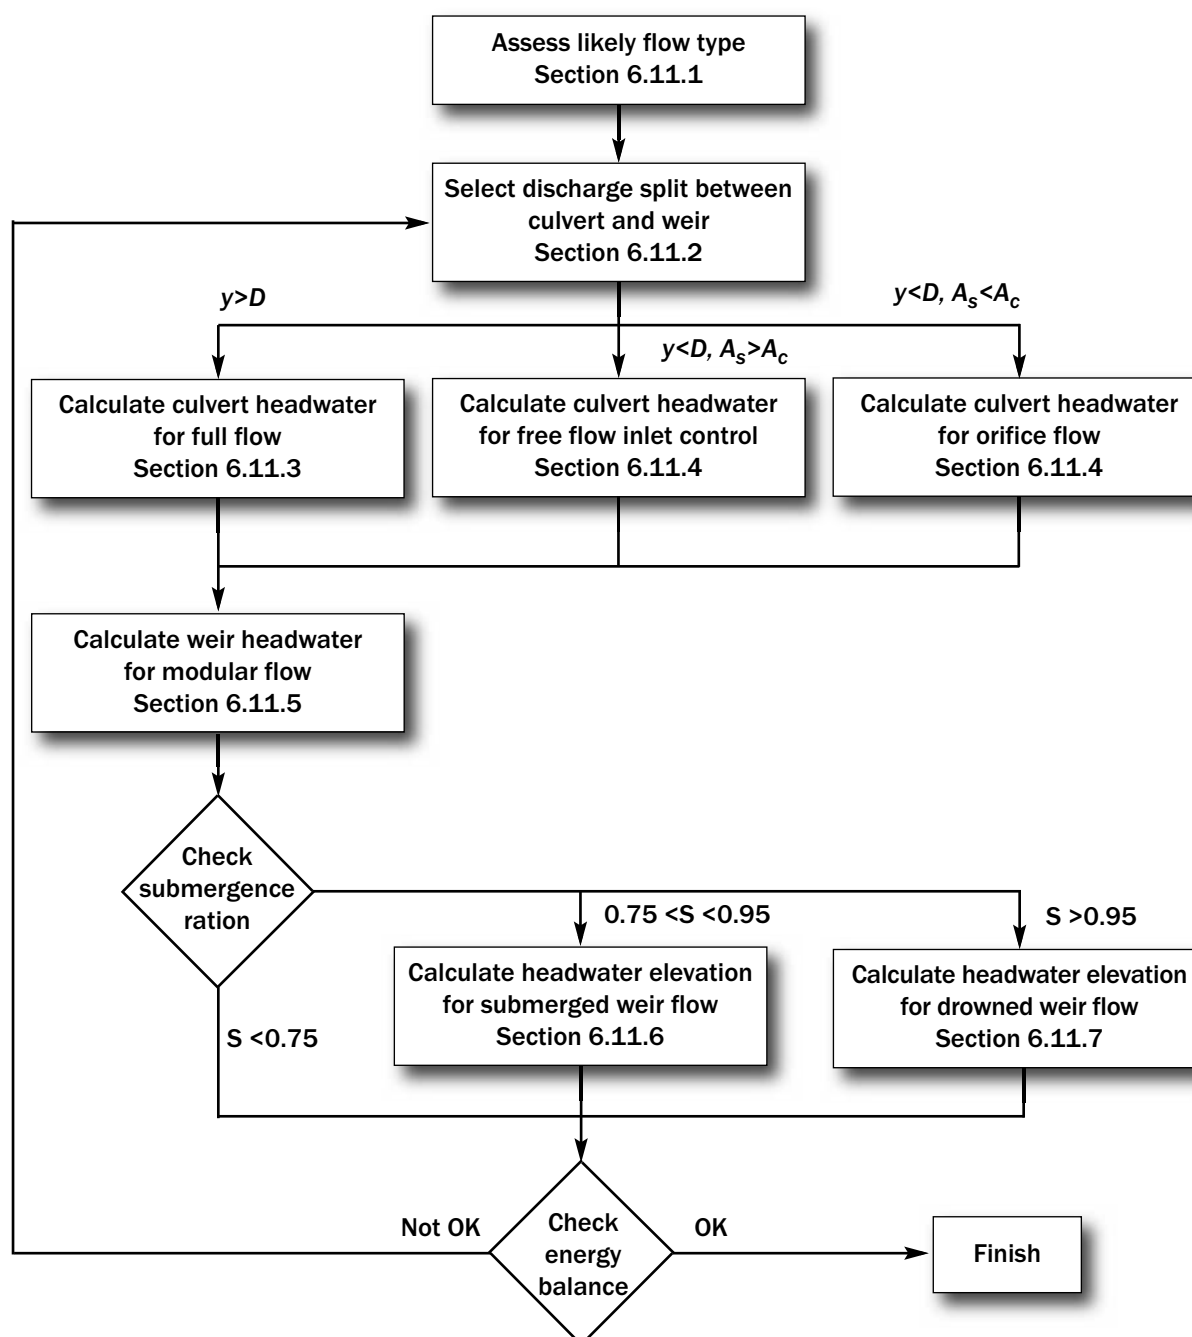 Assess likely flow type
Section 6.11.1
Select discharge split between
culvert and weir
Section 6.11.2
y>D
y<D, As<Ac
y<D, As>Ac
Calculate culvert headwater
for full flow
Section 6.11.3
Calculate culvert headwater
for free flow inlet control
Section 6.11.4
Calculate culvert headwater
for orifice flow
Section 6.11.4
Calculate weir headwater
for modular flow
Section 6.11.5
Check
submergence
ration
0.75 <S <0.95
S >0.95
S <0.75
Calculate headwater elevation
for submerged weir flow
Section 6.11.6
Calculate headwater elevation
for drowned weir flow
Section 6.11.7
Not OK
Check
energy
balance
OK
Finish